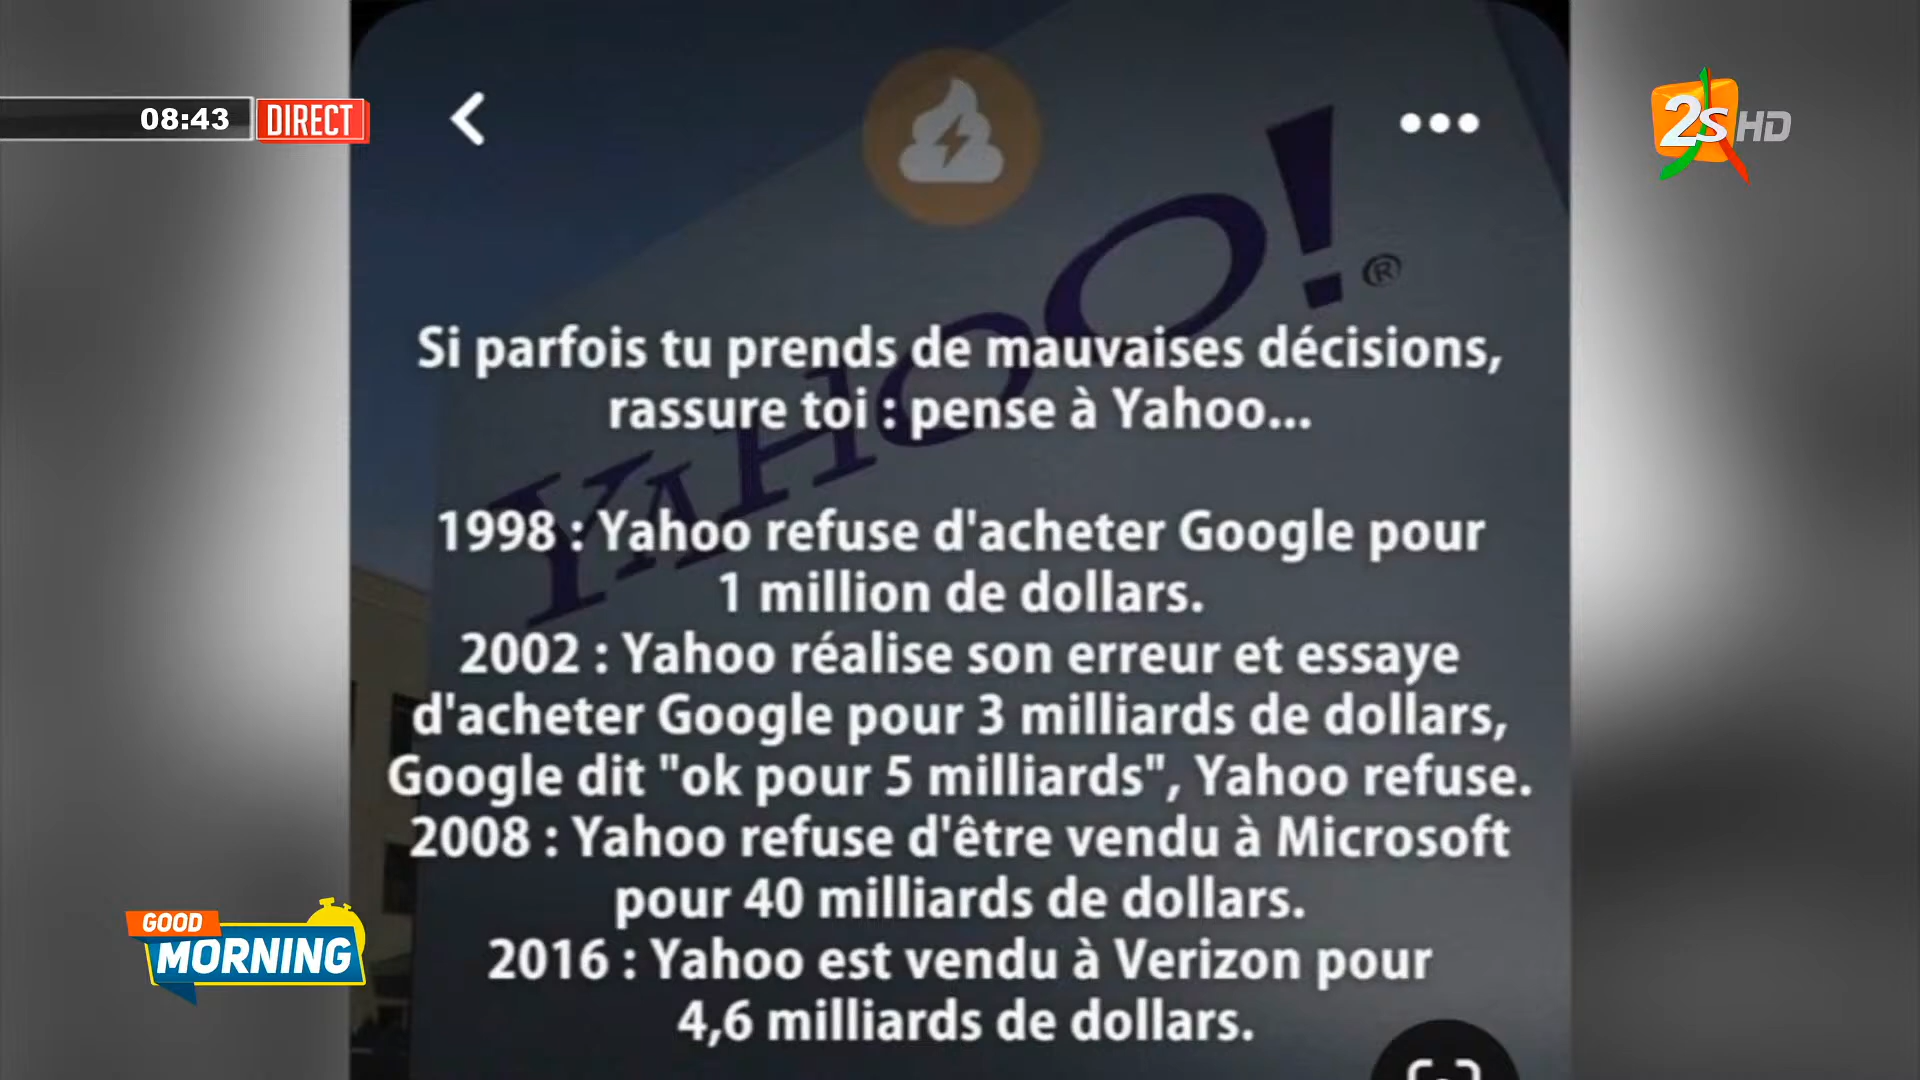 08:43 DIRECT
2s HD
YAHOO!®
Si parfois tu prends de mauvaises décisions,
rassure toi : pense à Yahoo...
1998 : Yahoo refuse d'acheter Google pour
1 million de dollars.
2002 : Yahoo réalise son erreur et essaye
d'acheter Google pour 3 milliards de dollars,
Google dit "ok pour 5 milliards", Yahoo refuse.
2008 : Yahoo refuse d'être vendu à Microsoft
pour 40 milliards de dollars.
2016 : Yahoo est vendu à Verizon pour
4,6 milliards de dollars.
GOOD
MORNING